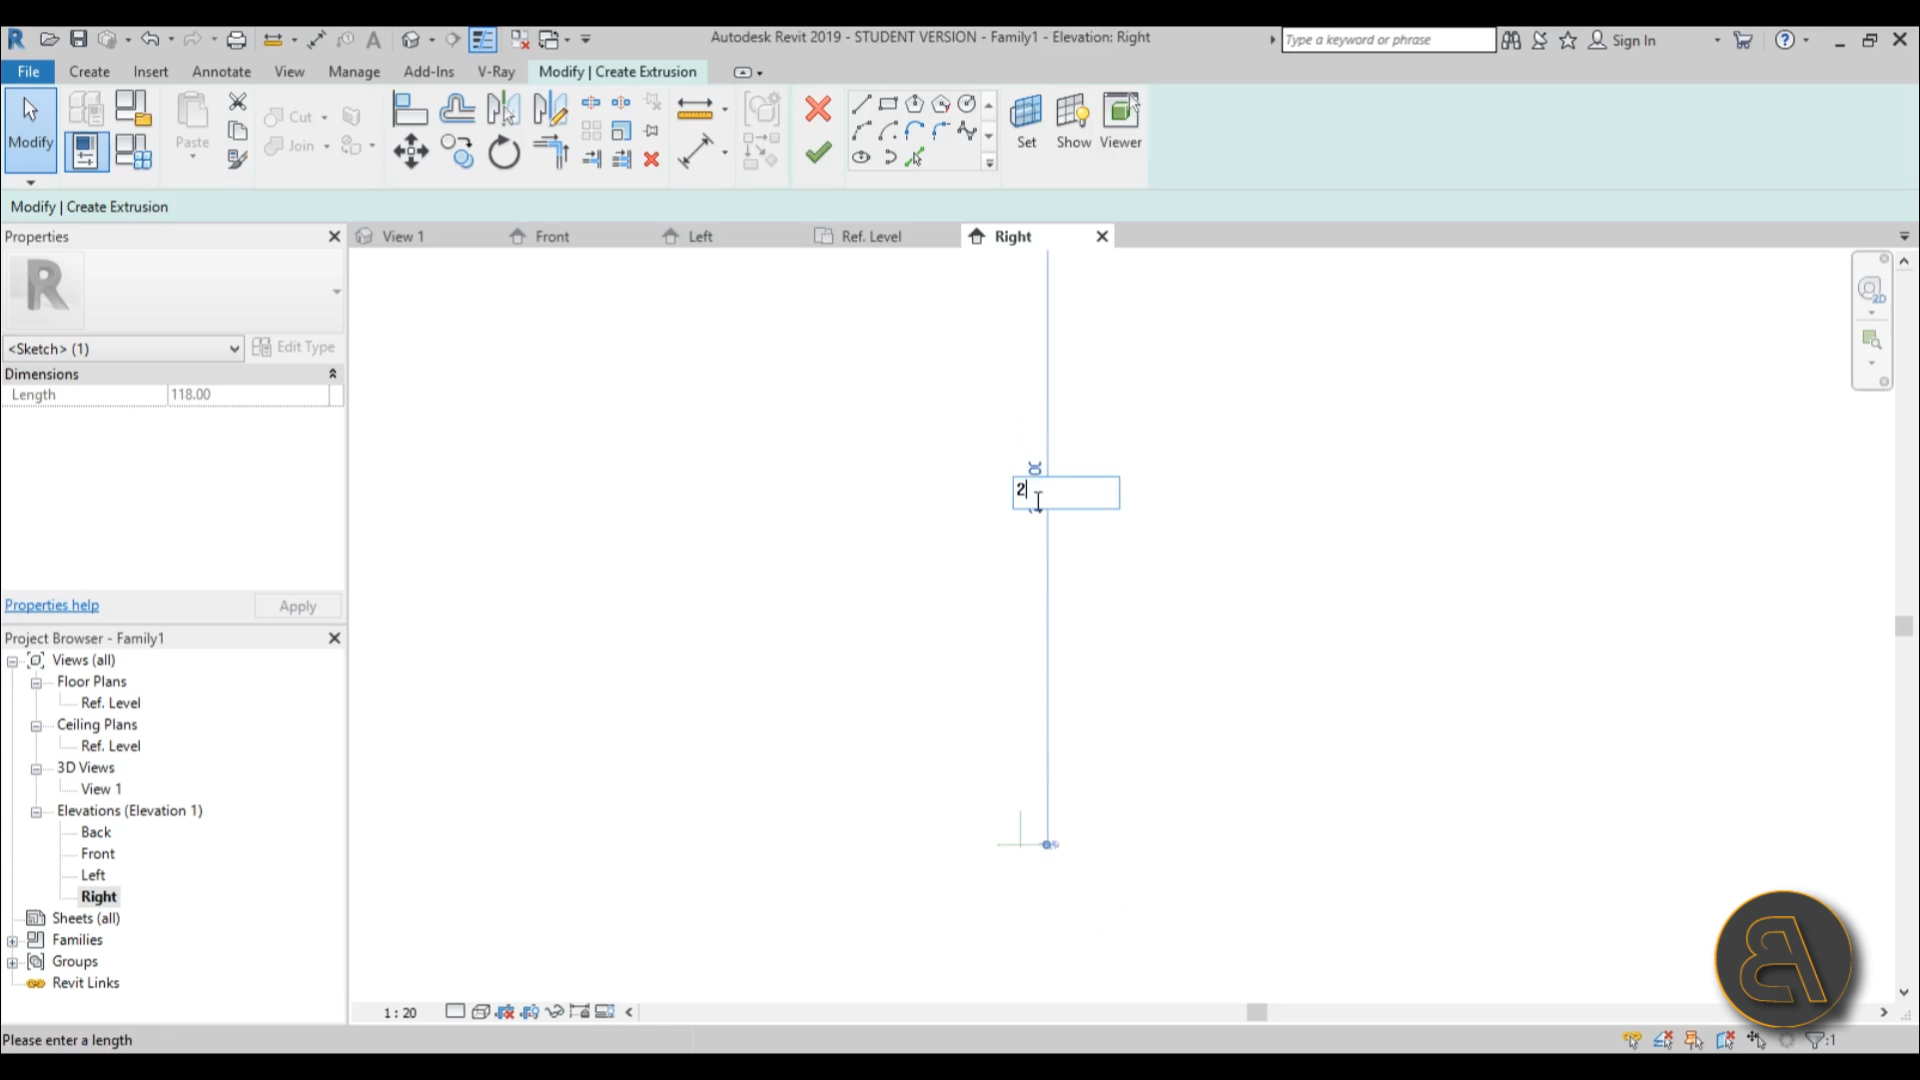 Autodesk Revit 2019 - STUDENT VERSION - Family1 - Elevation: Right
Type a keyword or phrase
Sign In
File
Create
Insert
Annotate
View
Manage
Add-Ins
V-Ray
Modify | Create Extrusion
Modify
Paste
Cut
Join
Set
Show
Viewer
Modify | Create Extrusion
Properties
View 1
Front
Left
Ref. Level
Right
<Sketch> (1)
Edit Type
Dimensions
Length
118.00
2
Properties help
Apply
Project Browser - Family1
Views (all)
Floor Plans
Ref. Level
Ceiling Plans
Ref. Level
3D Views
View 1
Elevations (Elevation 1)
Back
Front
Left
Right
Sheets (all)
Families
Groups
Revit Links
1 : 20
Please enter a length
:1